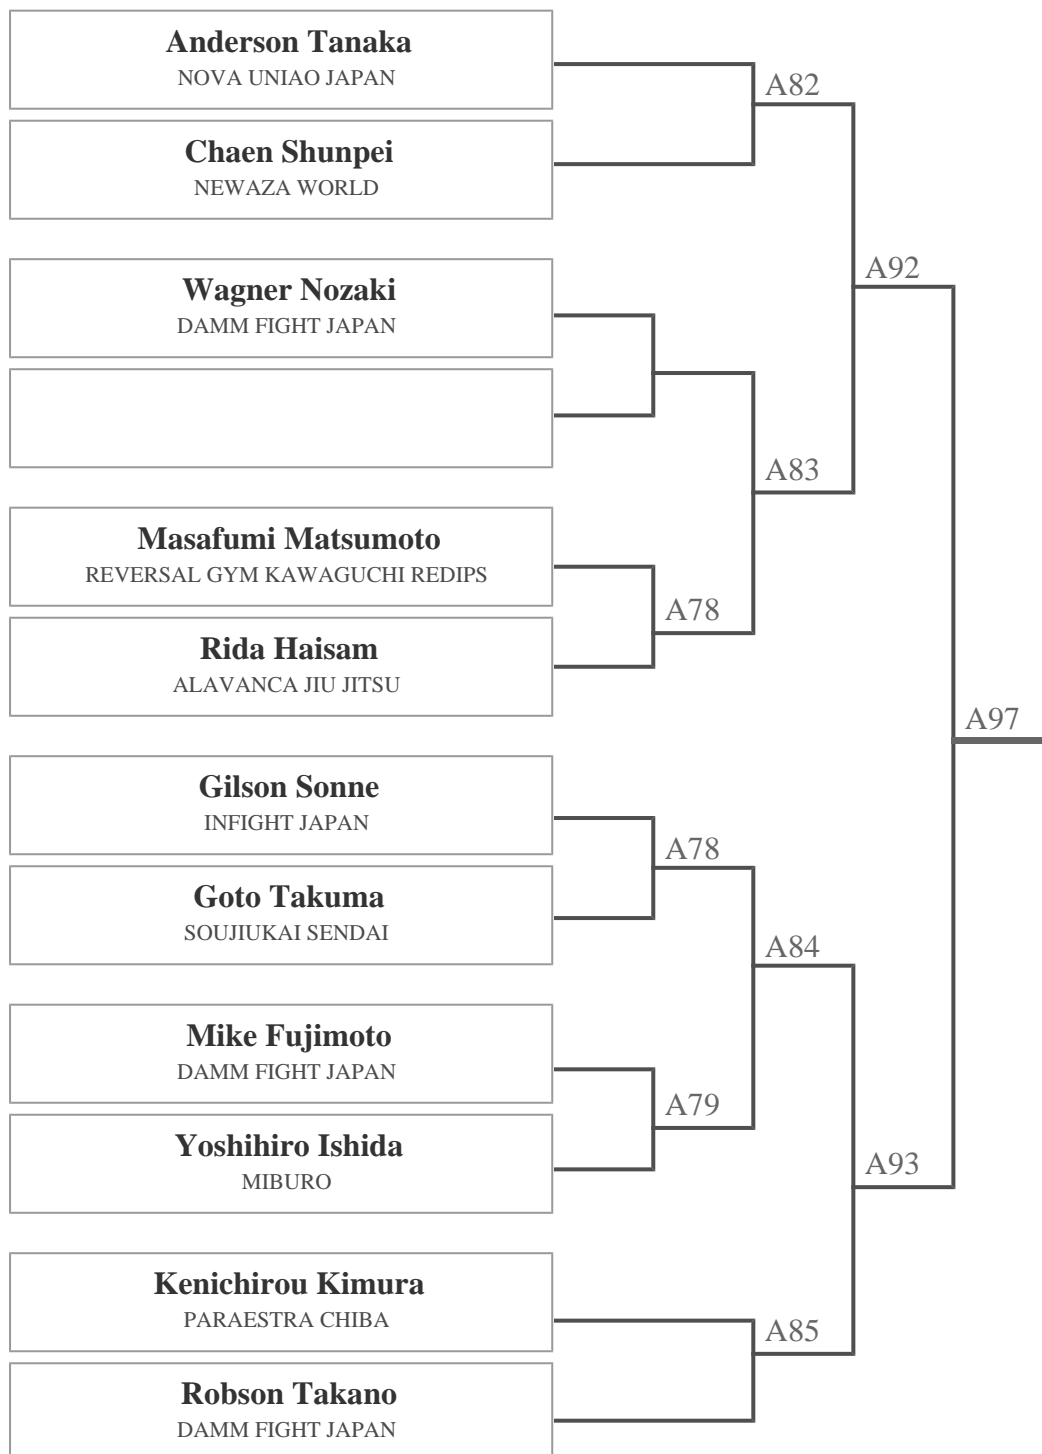 Anderson Tanaka
NOVA UNIAO JAPAN
A82
Chaen Shunpei
NEWAZA WORLD
A92
Wagner Nozaki
DAMM FIGHT JAPAN
A83
Masafumi Matsumoto
REVERSAL GYM KAWAGUCHI REDIPS
A78
Rida Haisam
ALAVANCA JIU JITSU
A97
Gilson Sonne
INFIGHT JAPAN
A78
Goto Takuma
SOUJIUKAI SENDAI
A84
Mike Fujimoto
DAMM FIGHT JAPAN
A79
Yoshihiro Ishida
MIBURO
A93
Kenichirou Kimura
PARAESTRA CHIBA
A85
Robson Takano
DAMM FIGHT JAPAN